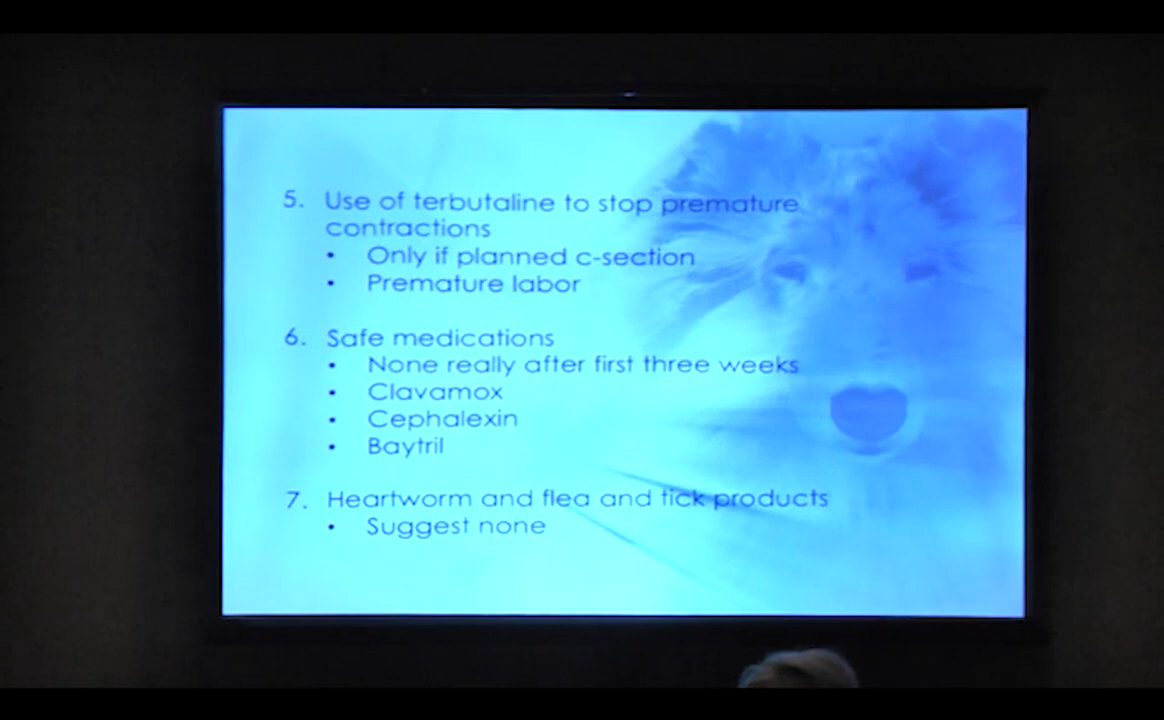 5. Use of terbutaline to stop premature
contractions
• Only if planned c-section
• Premature labor
6. Safe medications
• None really after first three weeks
• Clavamox
• Cephalexin
• Baytril
7. Heartworm and flea and tick products
• Suggest none